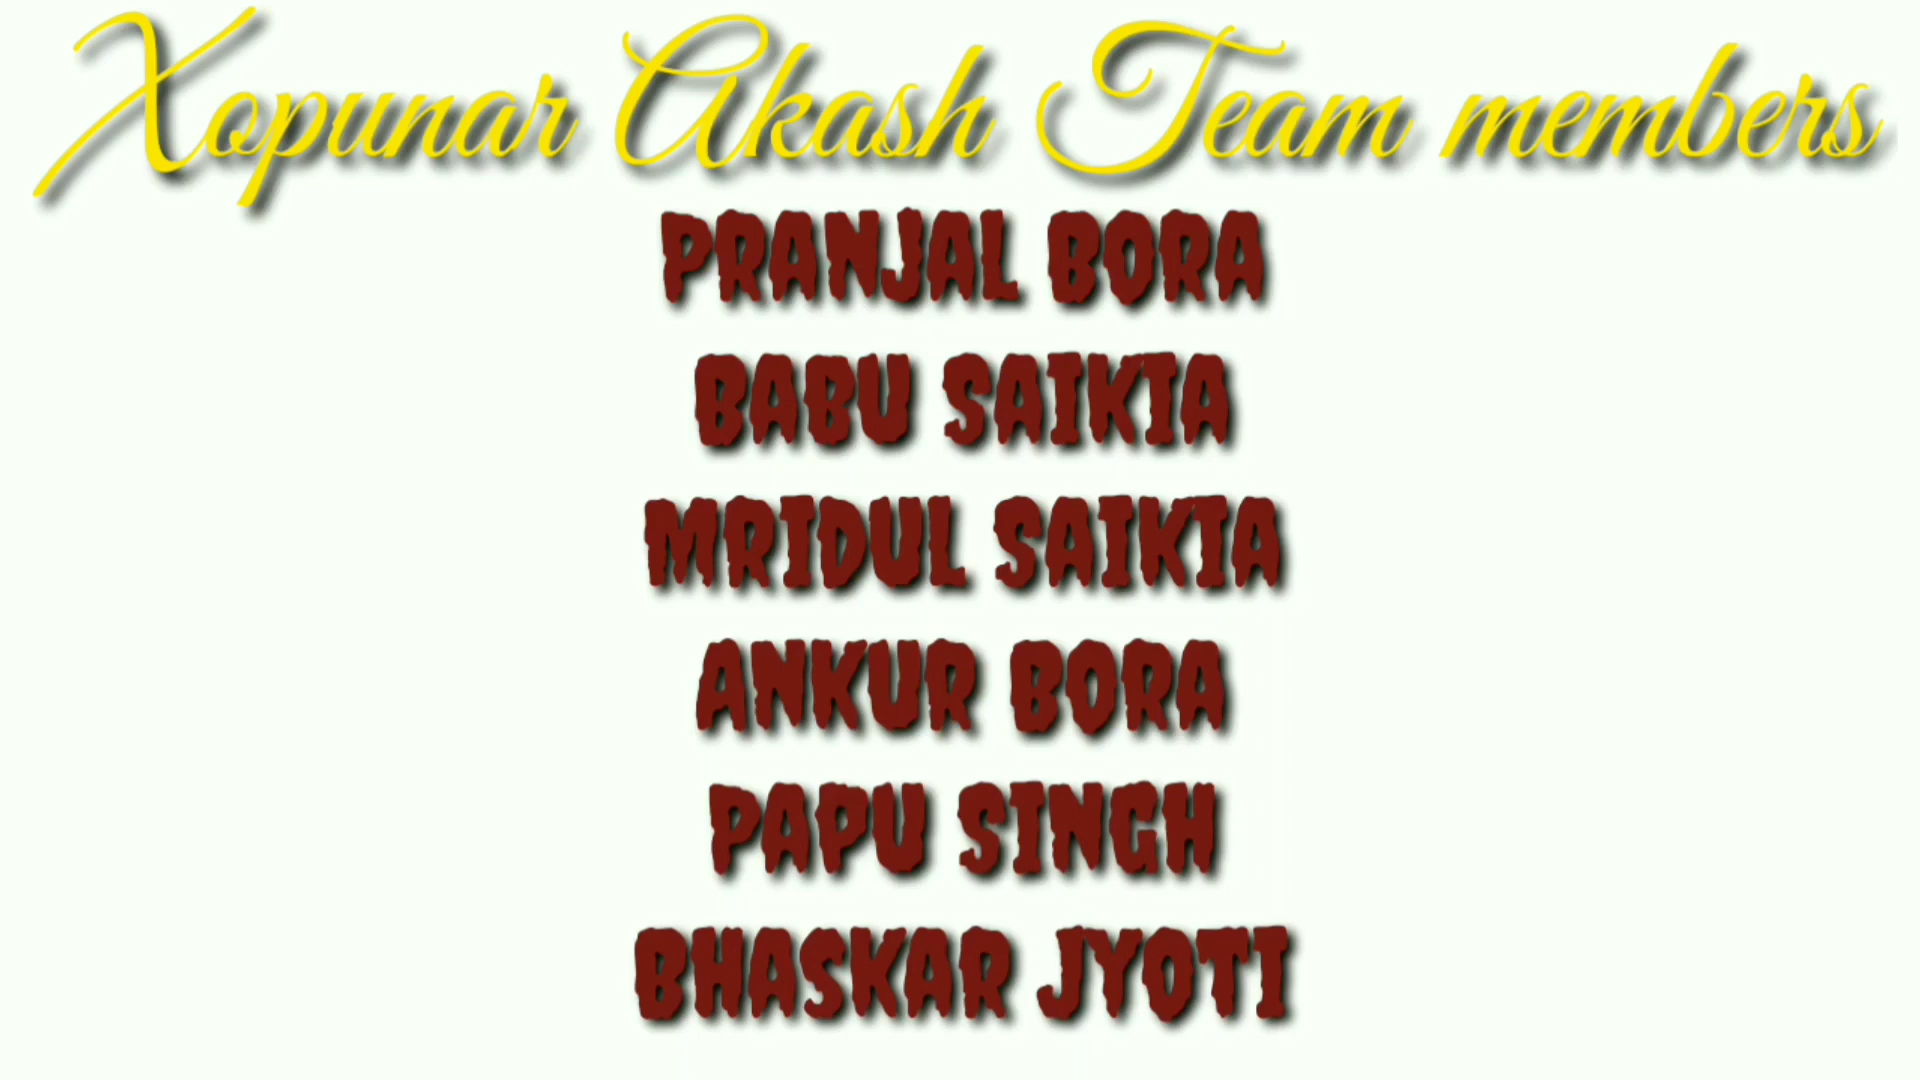 Xopunar Akash Team members
PRANJAL BORA
BABU SAIKIA
MRIDUL SAIKIA
ANKUR BORA
PAPU SINGH
BHASKAR JYOTI